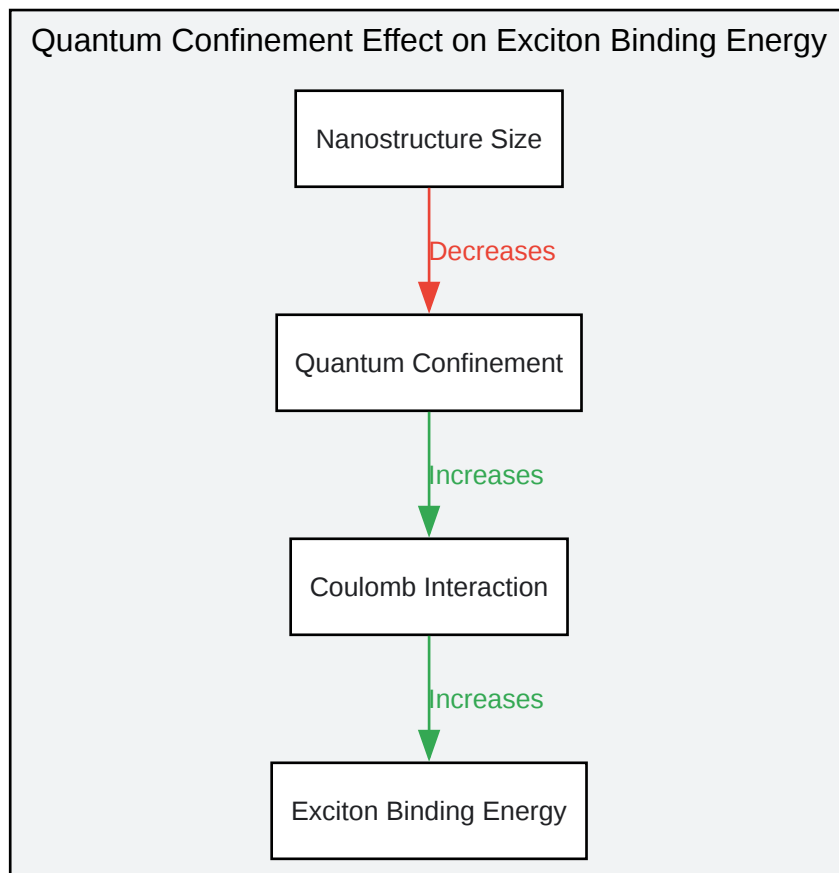 Quantum Confinement Effect on Exciton Binding Energy
Nanostructure Size
Decreases
Quantum Confinement
Increases
Coulomb Interaction
Increases
Exciton Binding Energy